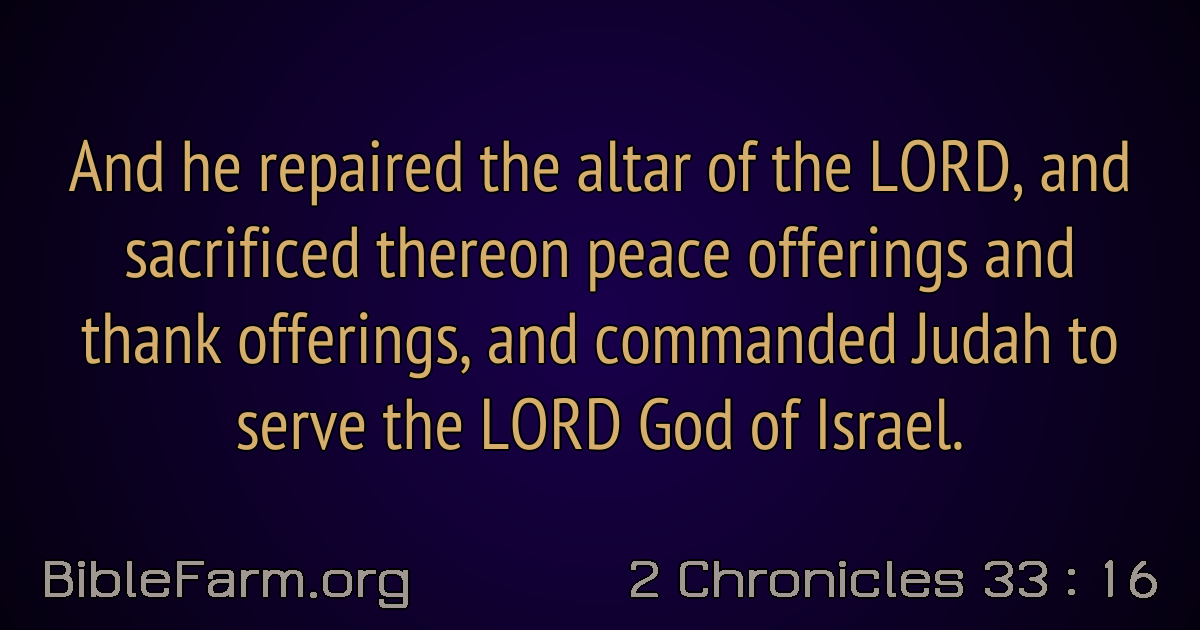 And he repaired the altar of the LORD, and
sacrificed thereon peace offerings and
thank offerings, and commanded Judah to
serve the LORD God of Israel.
BibleFarm.org
2 Chronicles 33 : 16